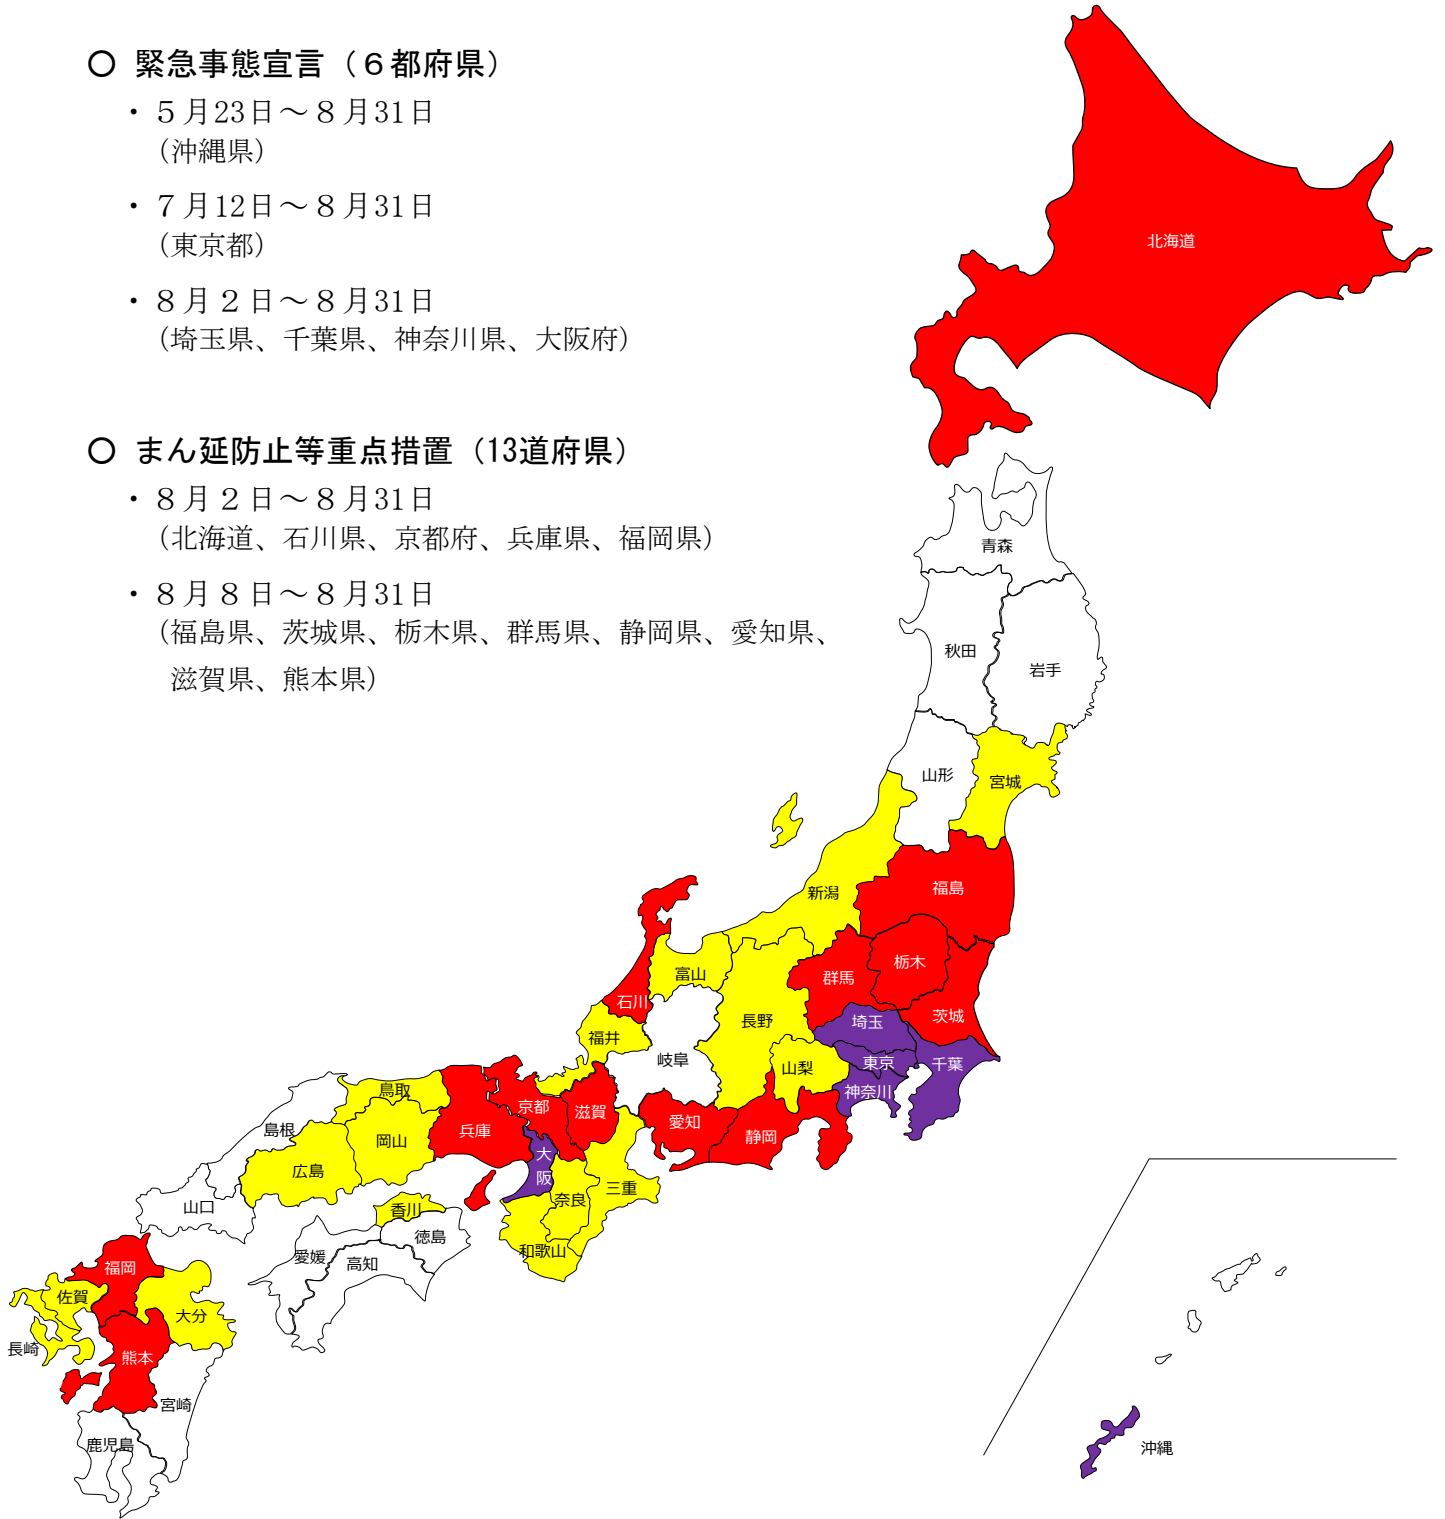 ○ 緊急事態宣言（６都府県）
・５月23日～８月31日
（沖縄県）
・７月12日～８月31日
（東京都）
・８月２日～８月31日
（埼玉県、千葉県、神奈川県、大阪府）
○ まん延防止等重点措置（13道府県）
・８月２日～８月31日
（北海道、石川県、京都府、兵庫県、福岡県）
・８月８日～８月31日
（福島県、茨城県、栃木県、群馬県、静岡県、愛知県、
滋賀県、熊本県）
北海道
青森
秋田
岩手
山形
宮城
福島
新潟
栃木
群馬
富山
石川
茨城
長野
埼玉
福井
岐阜
東京
千葉
山梨
神奈川
鳥取
京都
滋賀
愛知
島根
兵庫
岡山
静岡
大
阪
広島
三重
奈良
山口
香川
徳島
和歌山
愛媛
高知
福岡
佐賀
大分
長崎
熊本
宮崎
鹿児島
沖縄